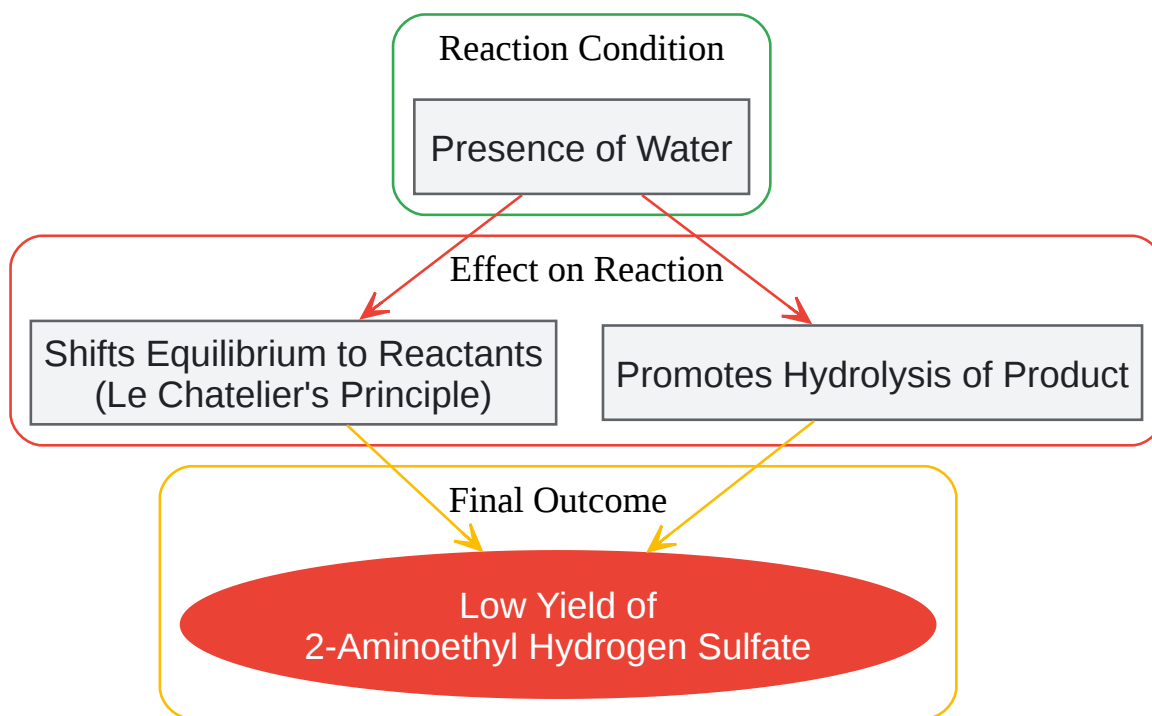 Reaction Condition
Presence of Water
Effect on Reaction
Shifts Equilibrium to Reactants
(Le Chatelier's Principle)
Promotes Hydrolysis of Product
Final Outcome
Low Yield of
2-Aminoethyl Hydrogen Sulfate